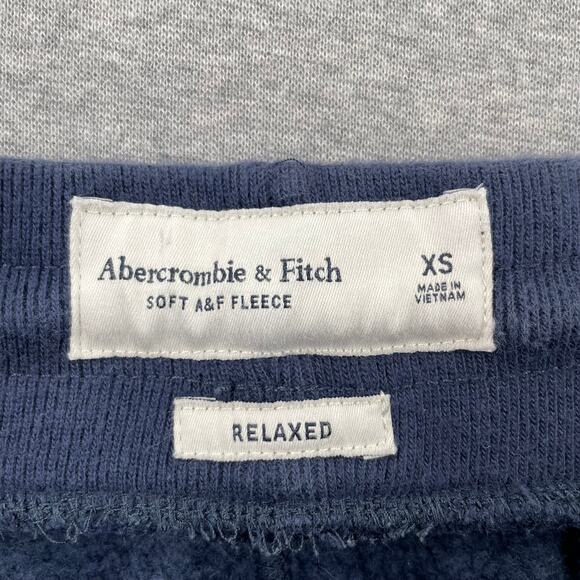 Abercrombie & Fitch
SOFT A&F FLEECE
XS
MADE IN
VIETNAM
RELAXED